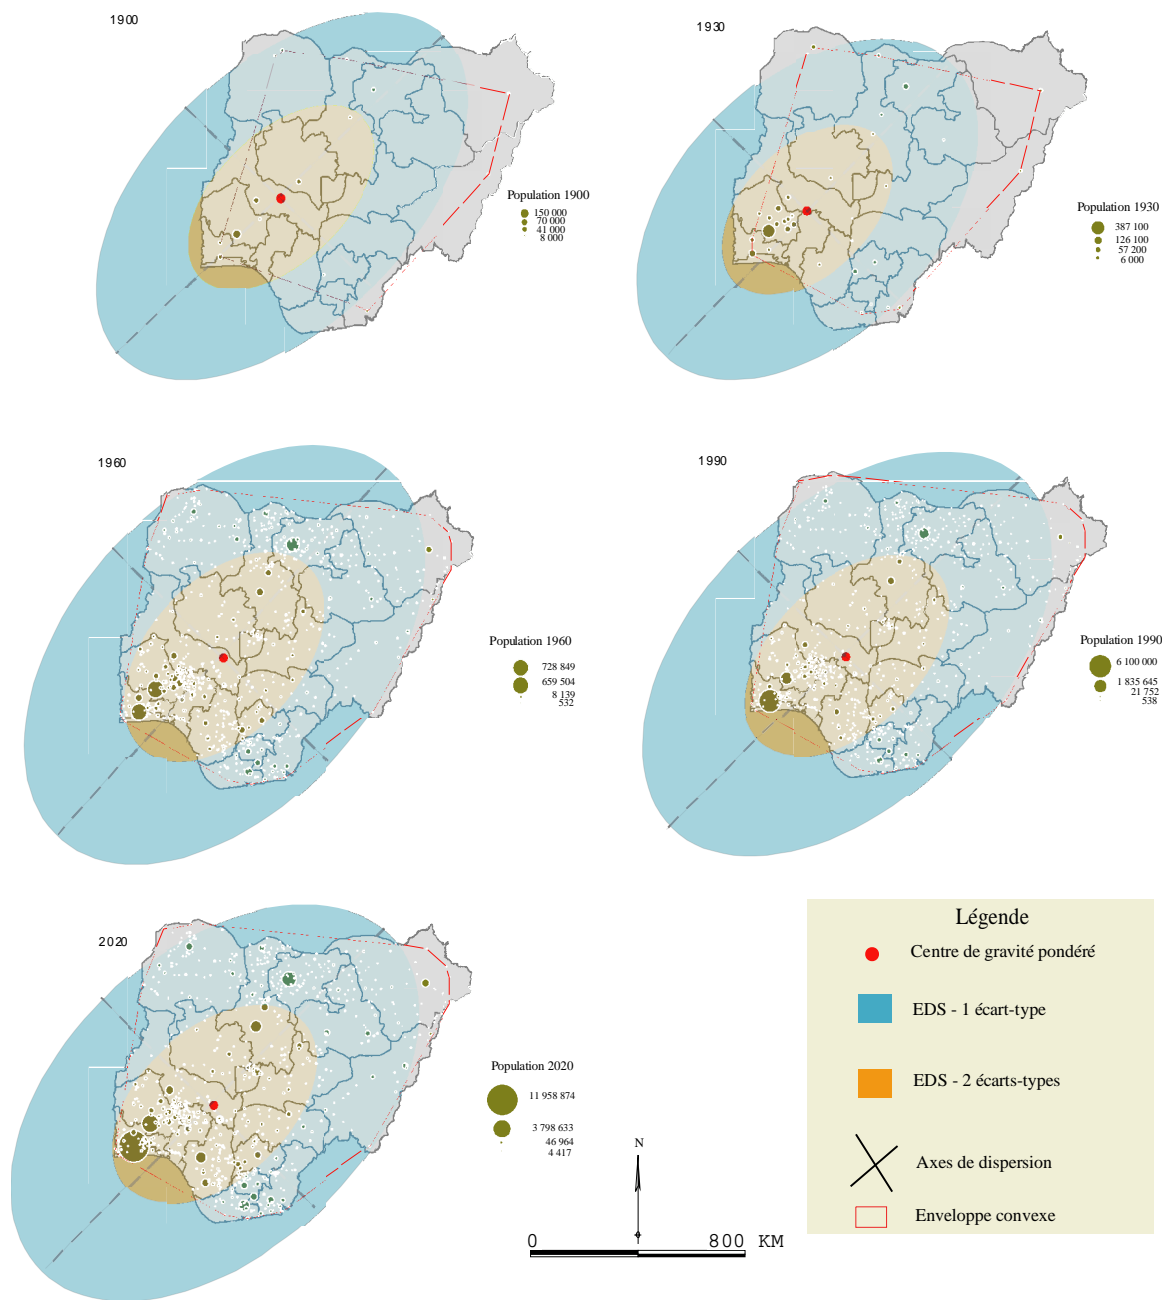 1900
Population 1900
150 000
70 000
41 000
8 000
1930
Population 1930
387 100
126 100
57 200
6 000
1960
Population 1960
728 849
659 504
8 139
532
1990
Population 1990
6 100 000
1 835 645
21 752
538
2020
Population 2020
11 958 874
3 798 633
46 964
4 417
N
0 800 KM
Légende
Centre de gravité pondéré
EDS - 1 écart-type
EDS - 2 écarts-types
Axes de dispersion
Enveloppe convexe